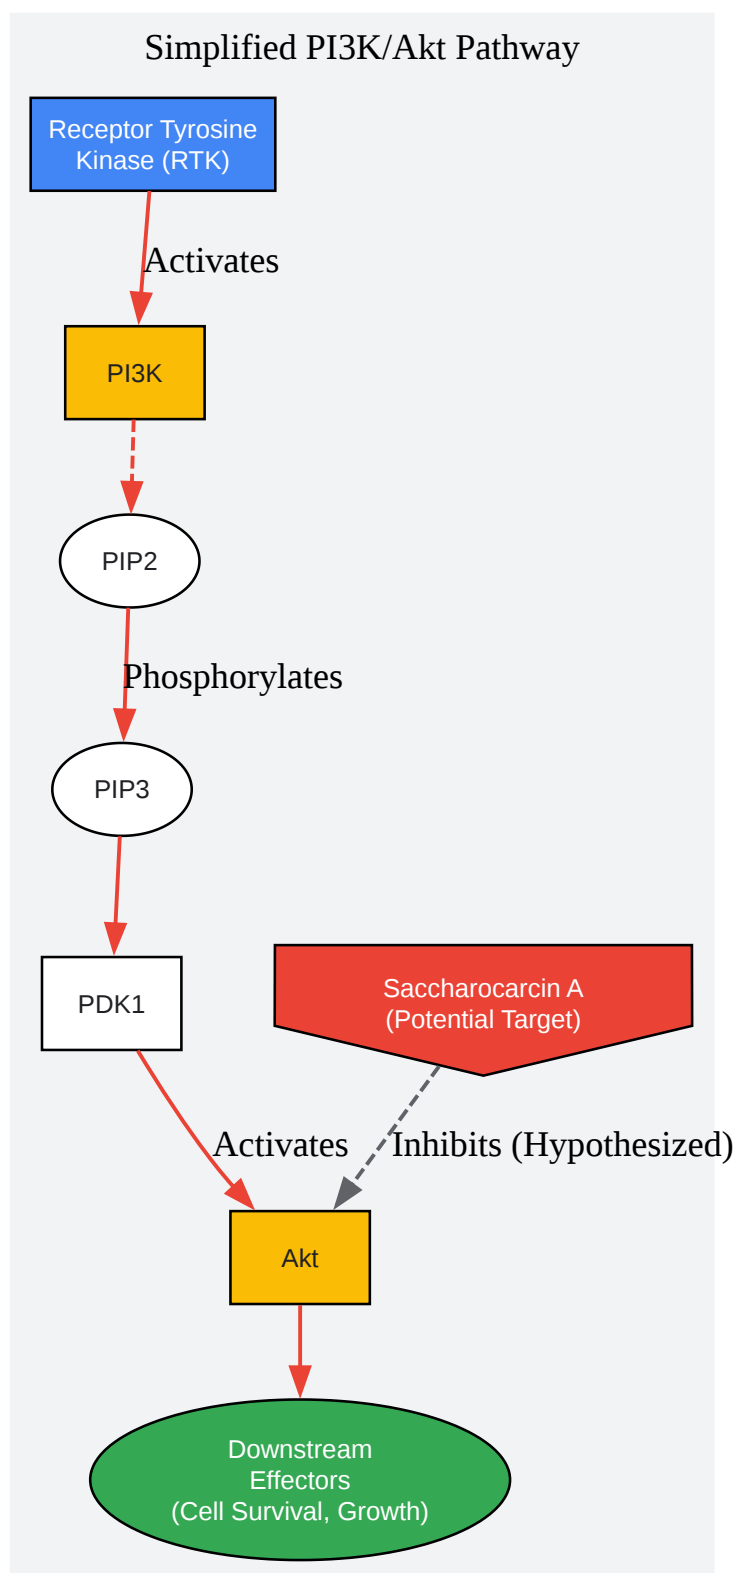 Simplified PI3K/Akt Pathway
Receptor Tyrosine
Kinase (RTK)
Activates
PI3K
PIP2
Phosphorylates
PIP3
PDK1
Saccharocarcin A
(Potential Target)
Activates
Inhibits (Hypothesized)
Akt
Downstream
Effectors
(Cell Survival, Growth)